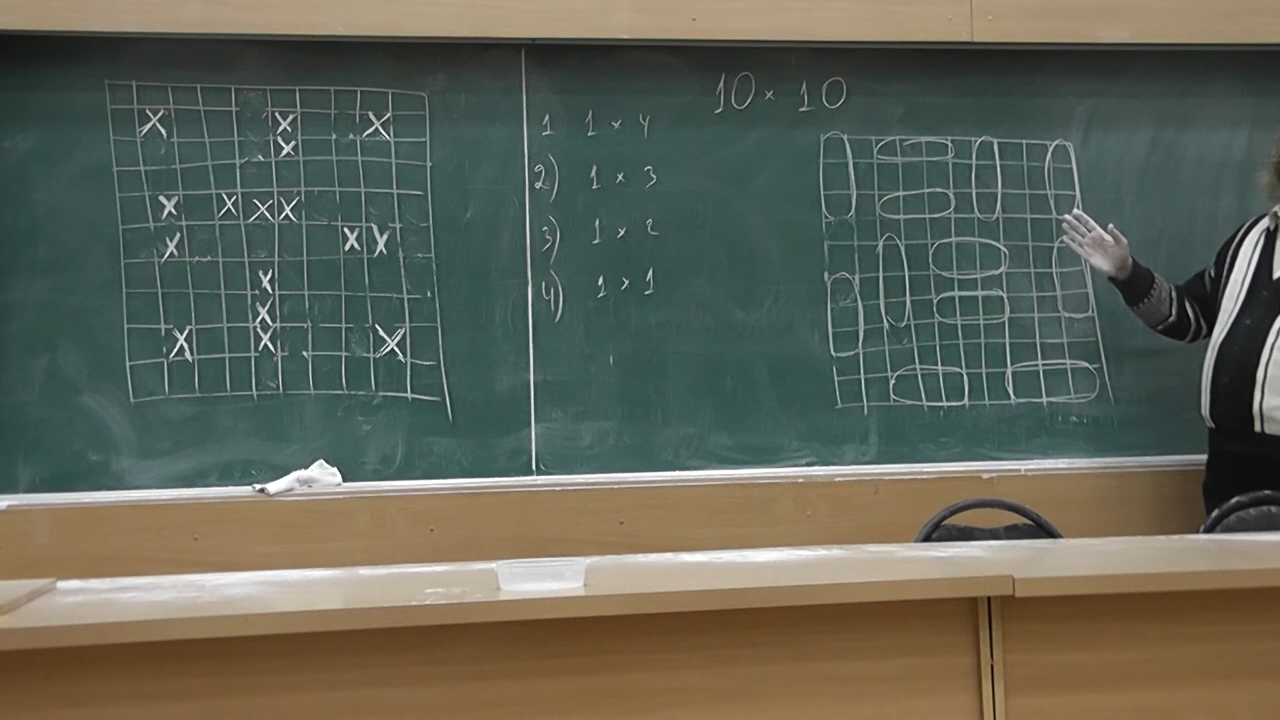 10 × 10
1 1 × 4
2) 1 × 3
3) 1 × 2
4) 1 × 1
X X X
X
X X X X
X X X
X
X
X X X